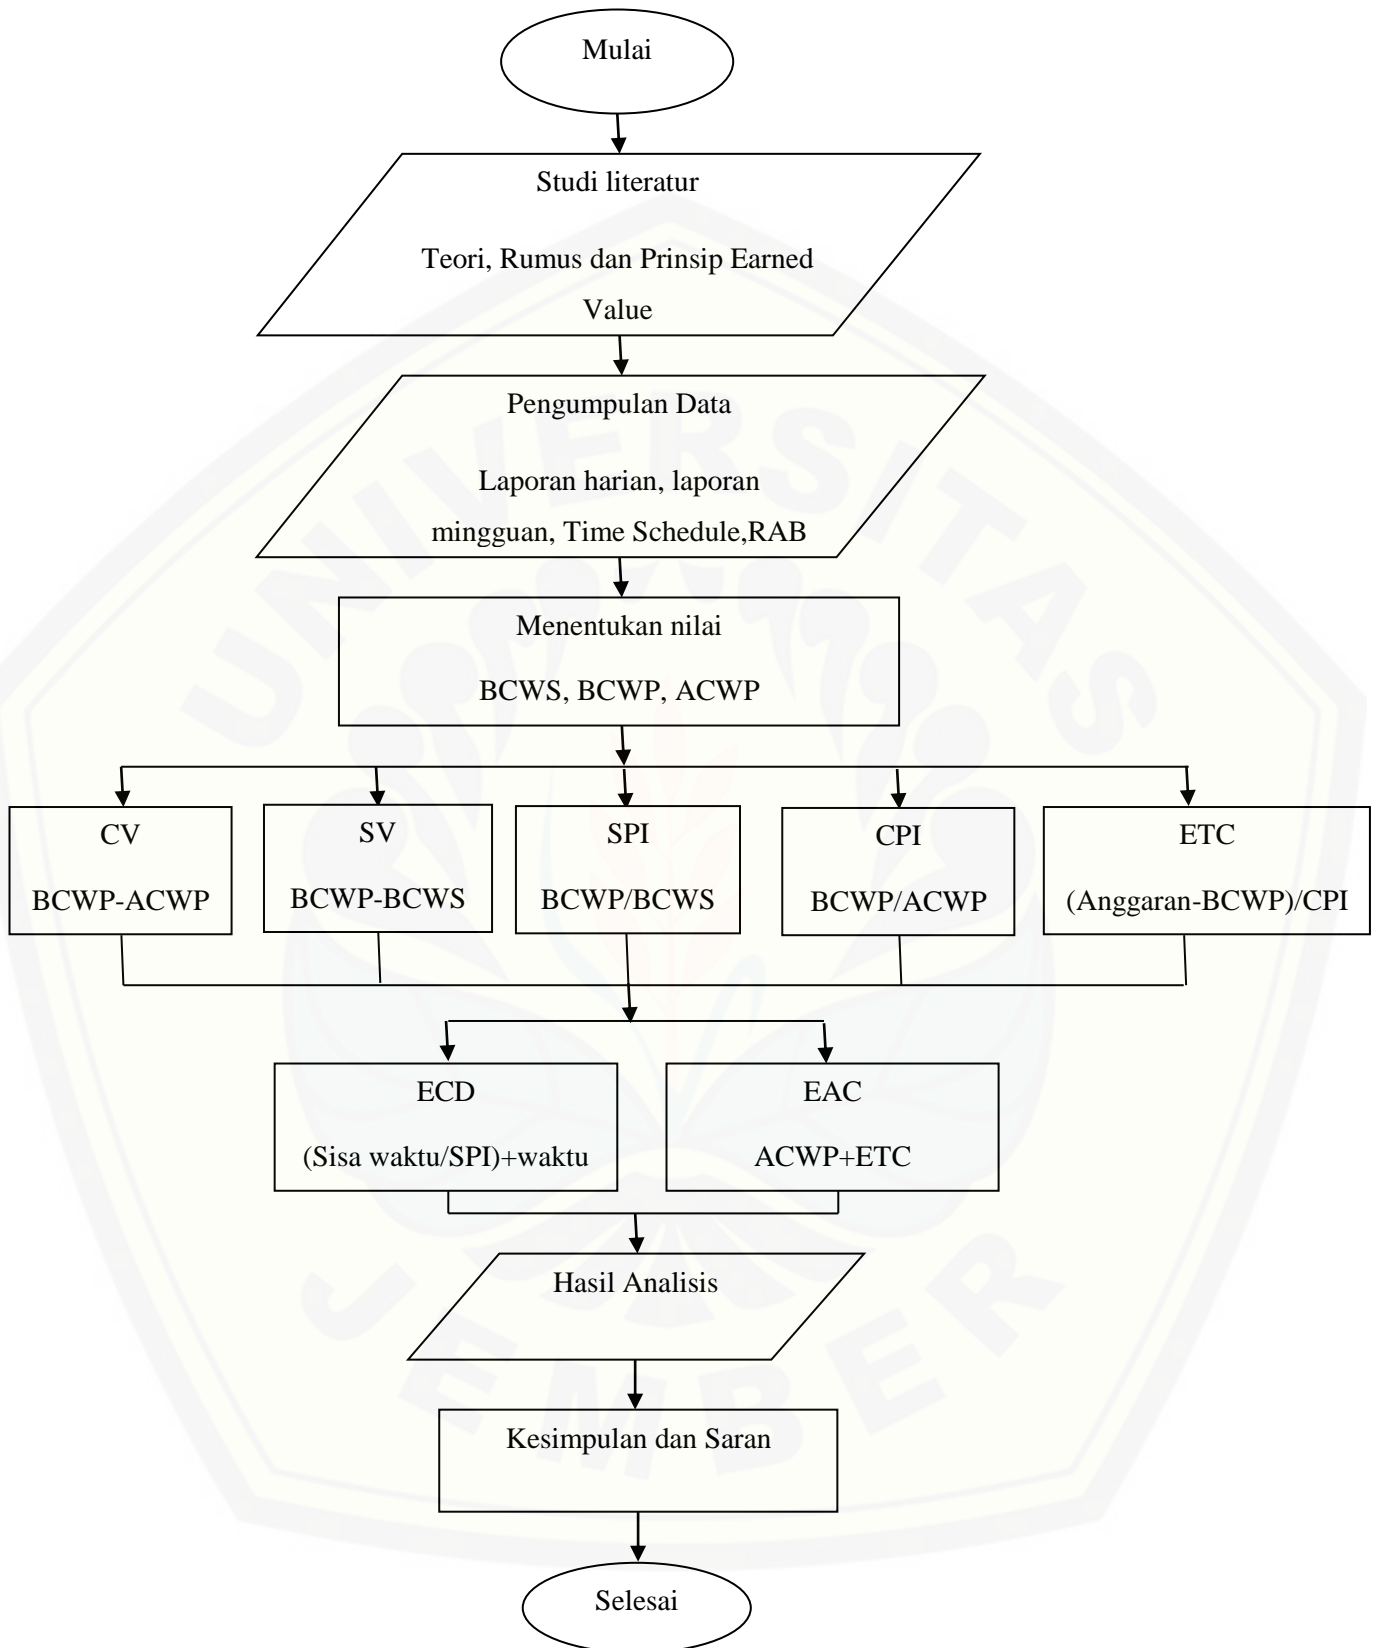 Mulai
Studi literatur
Teori, Rumus dan Prinsip Earned
Value
Pengumpulan Data
Laporan harian, laporan
mingguan, Time Schedule,RAB
Menentukan nilai
BCWS, BCWP, ACWP
CV
BCWP-ACWP
SV
BCWP-BCWS
SPI
BCWP/BCWS
CPI
BCWP/ACWP
ETC
(Anggaran-BCWP)/CPI
ECD
(Sisa waktu/SPI)+waktu
EAC
ACWP+ETC
Hasil Analisis
Kesimpulan dan Saran
Selesai
UNIVERSITAS
JEMBER